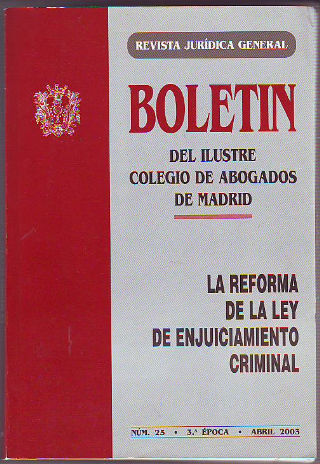 REVISTA JURÍDICA GENERAL
BOLETIN
DEL ILUSTRE
COLEGIO DE ABOGADOS
DE MADRID
LA REFORMA
DE LA LEY
DE ENJUICIAMIENTO
CRIMINAL
NÚM. 25 • 3.ª ÉPOCA • ABRIL 2003